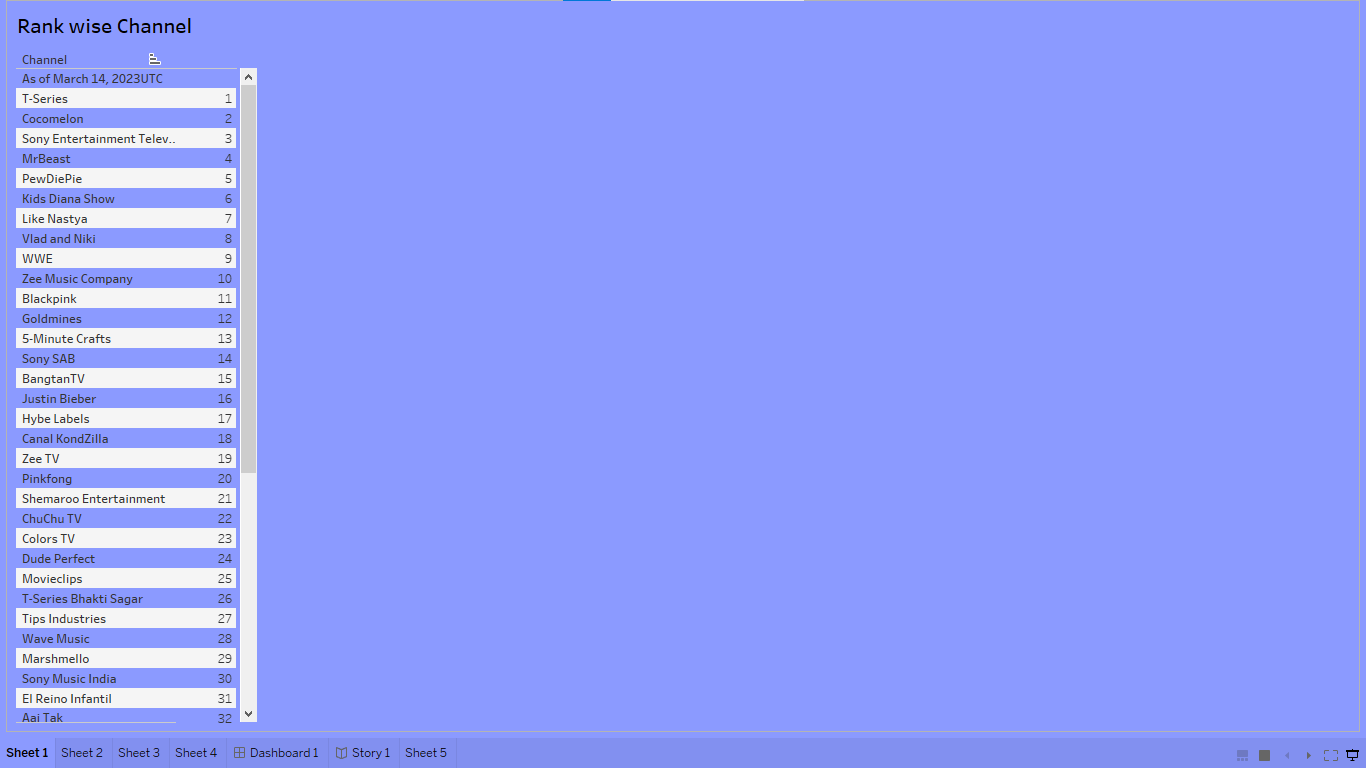 Rank wise Channel
Channel
As of March 14, 2023UTC
T-Series 1
Cocomelon 2
Sony Entertainment Telev.. 3
MrBeast 4
PewDiePie 5
Kids Diana Show 6
Like Nastya 7
Vlad and Niki 8
WWE 9
Zee Music Company 10
Blackpink 11
Goldmines 12
5-Minute Crafts 13
Sony SAB 14
BangtanTV 15
Justin Bieber 16
Hybe Labels 17
Canal KondZilla 18
Zee TV 19
Pinkfong 20
Shemaroo Entertainment 21
ChuChu TV 22
Colors TV 23
Dude Perfect 24
Movieclips 25
T-Series Bhakti Sagar 26
Tips Industries 27
Wave Music 28
Marshmello 29
Sony Music India 30
El Reino Infantil 31
Aaj Tak 32
Sheet 1 Sheet 2 Sheet 3 Sheet 4 Dashboard 1 Story 1 Sheet 5